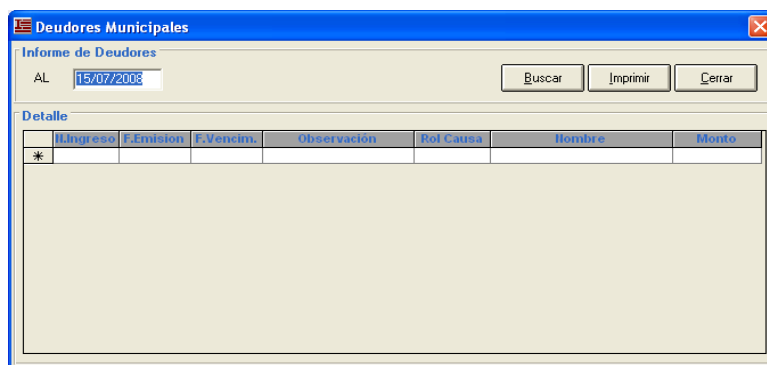 Deudores Municipales
Informe de Deudores
AL 15/07/2008 Buscar Imprimir Cerrar
Detalle
N.Ingreso F.Emision F.Vencim. Observación Rol Causa Nombre Monto